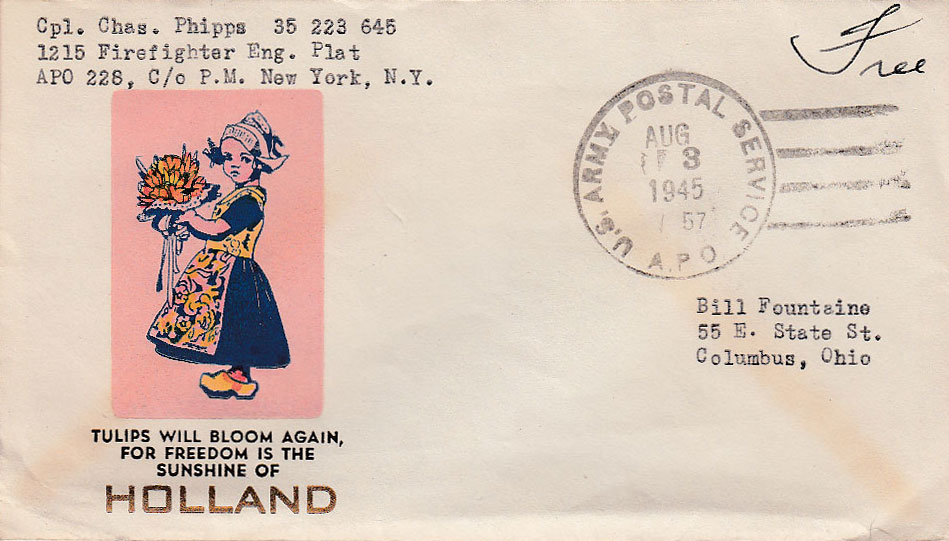 Cpl. Chas. Phipps 35 223 645
1215 Firefighter Eng. Plat
APO 228, C/o P.M. New York, N.Y.
Free
U.S. ARMY POSTAL SERVICE
AUG
3
1945
57
A.P.O
Bill Fountaine
55 E. State St.
Columbus, Ohio
TULIPS WILL BLOOM AGAIN,
FOR FREEDOM IS THE
SUNSHINE OF
HOLLAND